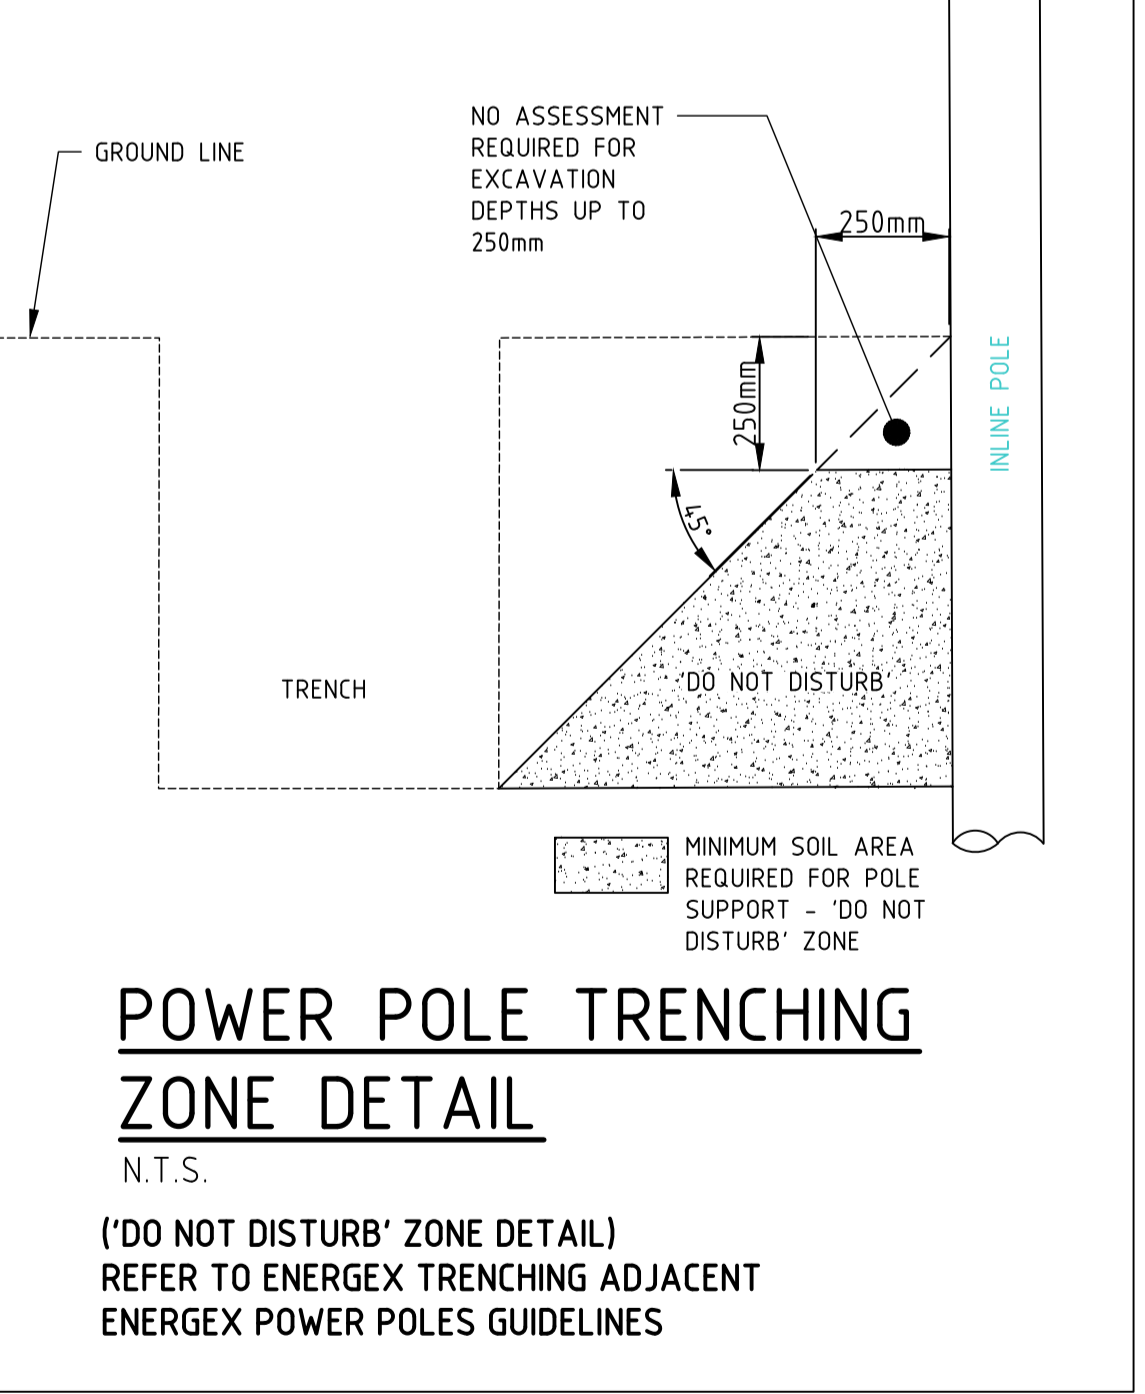 GROUND LINE
NO ASSESSMENT
REQUIRED FOR
EXCAVATION
DEPTHS UP TO
250mm
250mm
250mm
INLINE POLE
45°
TRENCH
'DO NOT DISTURB'
MINIMUM SOIL AREA
REQUIRED FOR POLE
SUPPORT - 'DO NOT
DISTURB' ZONE
POWER POLE TRENCHING
ZONE DETAIL
N.T.S.
('DO NOT DISTURB' ZONE DETAIL)
REFER TO ENERGEX TRENCHING ADJACENT
ENERGEX POWER POLES GUIDELINES